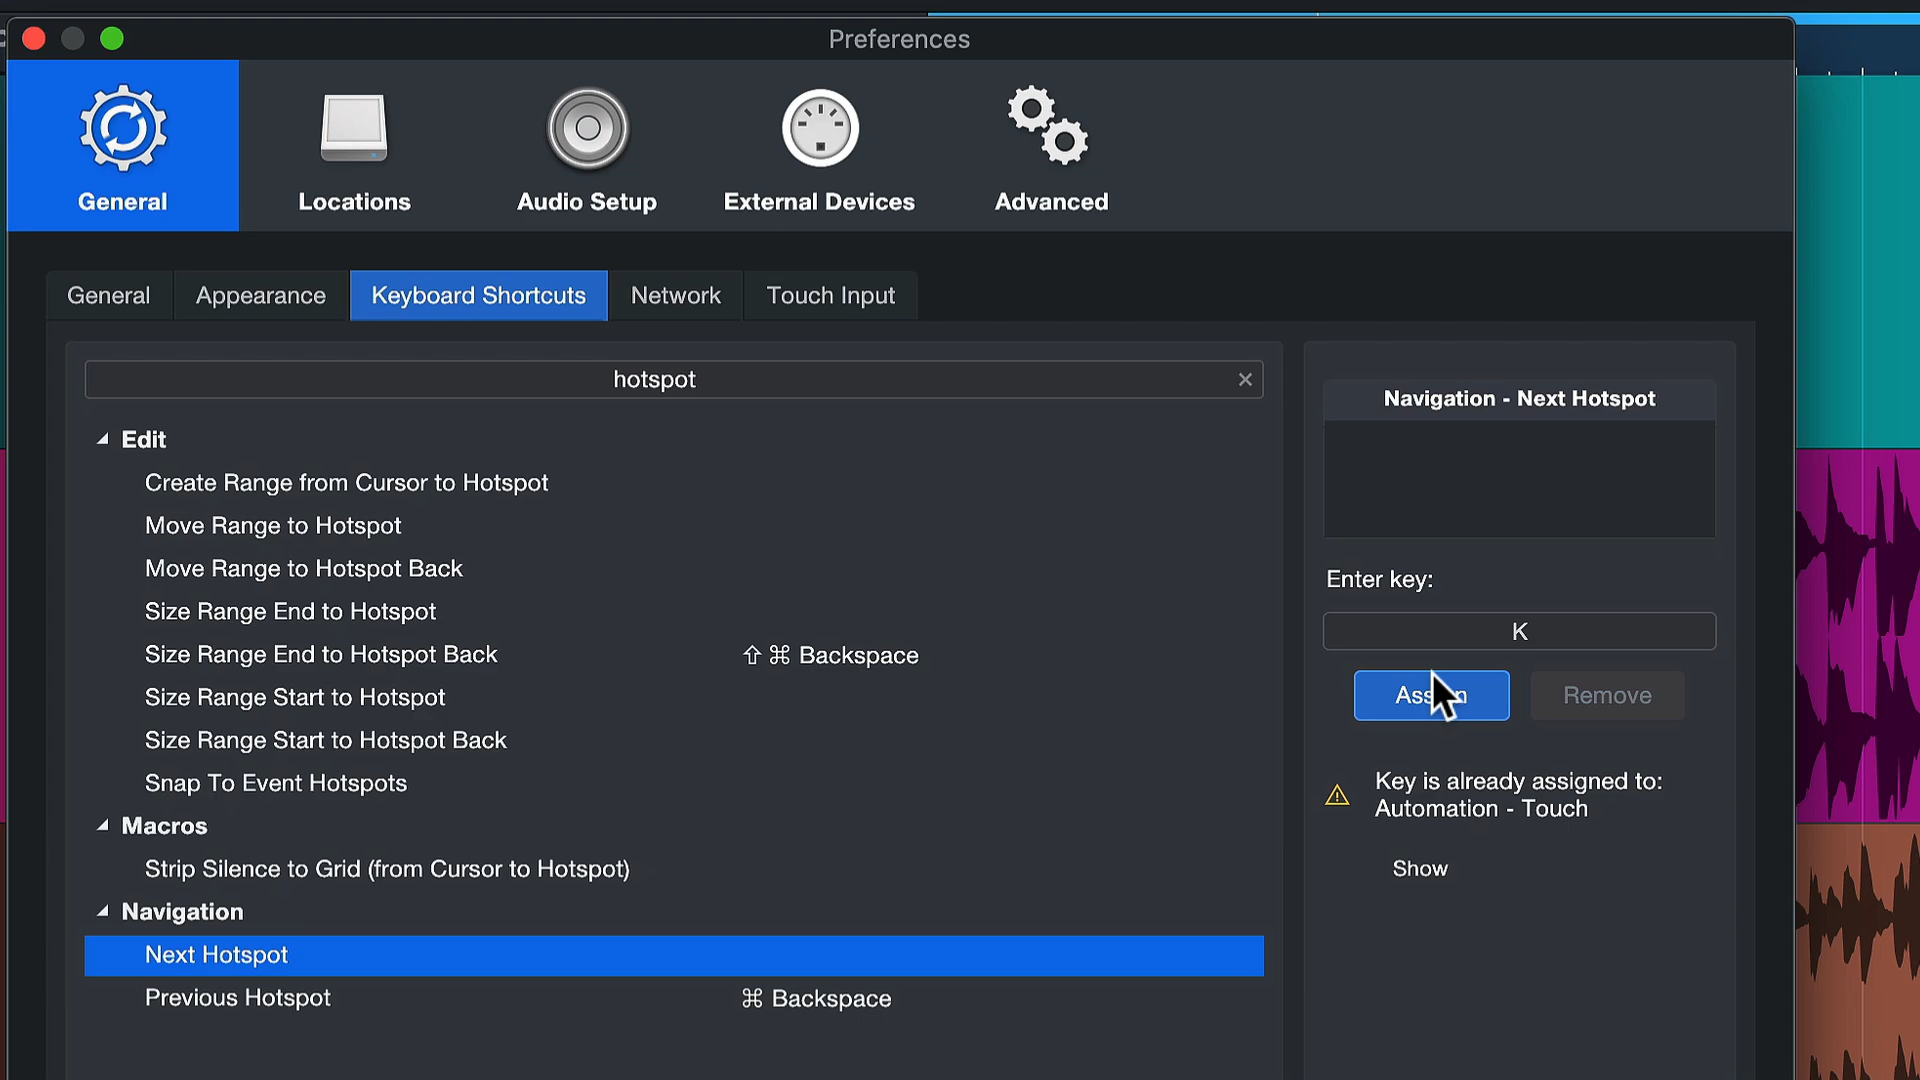 Preferences
General
Locations
Audio Setup
External Devices
Advanced
General
Appearance
Keyboard Shortcuts
Network
Touch Input
hotspot
Edit
Create Range from Cursor to Hotspot
Move Range to Hotspot
Move Range to Hotspot Back
Size Range End to Hotspot
Size Range End to Hotspot Back ⇧ ⌘ Backspace
Size Range Start to Hotspot
Size Range Start to Hotspot Back
Snap To Event Hotspots
Macros
Strip Silence to Grid (from Cursor to Hotspot)
Navigation
Next Hotspot
Previous Hotspot ⌘ Backspace
Navigation - Next Hotspot
Enter key:
K
Remove
Key is already assigned to:
Automation - Touch
Show